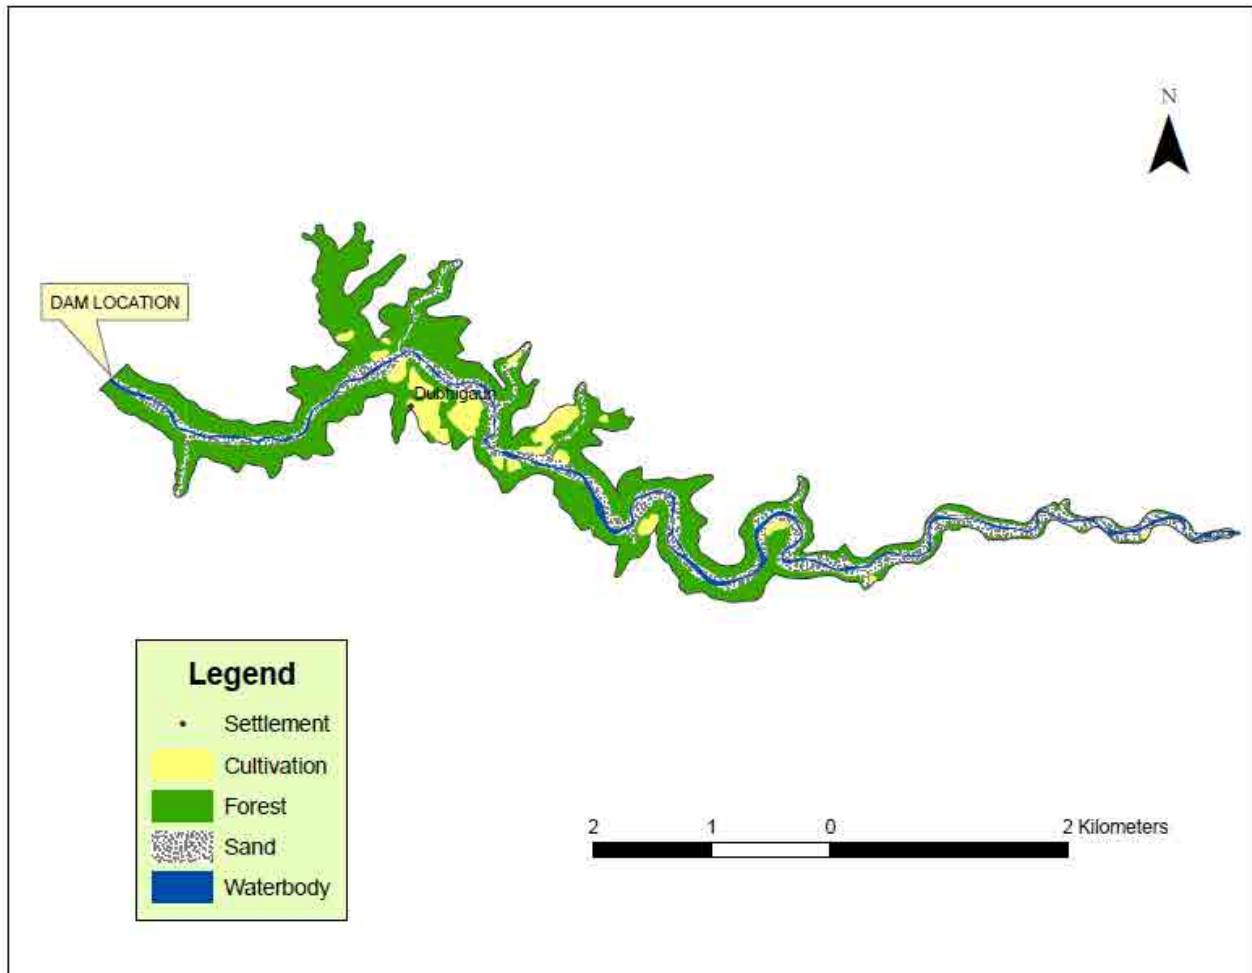 N
DAM LOCATION
Dubhigaun
Legend
Settlement
Cultivation
Forest
Sand
Waterbody
2 1 0 2 Kilometers